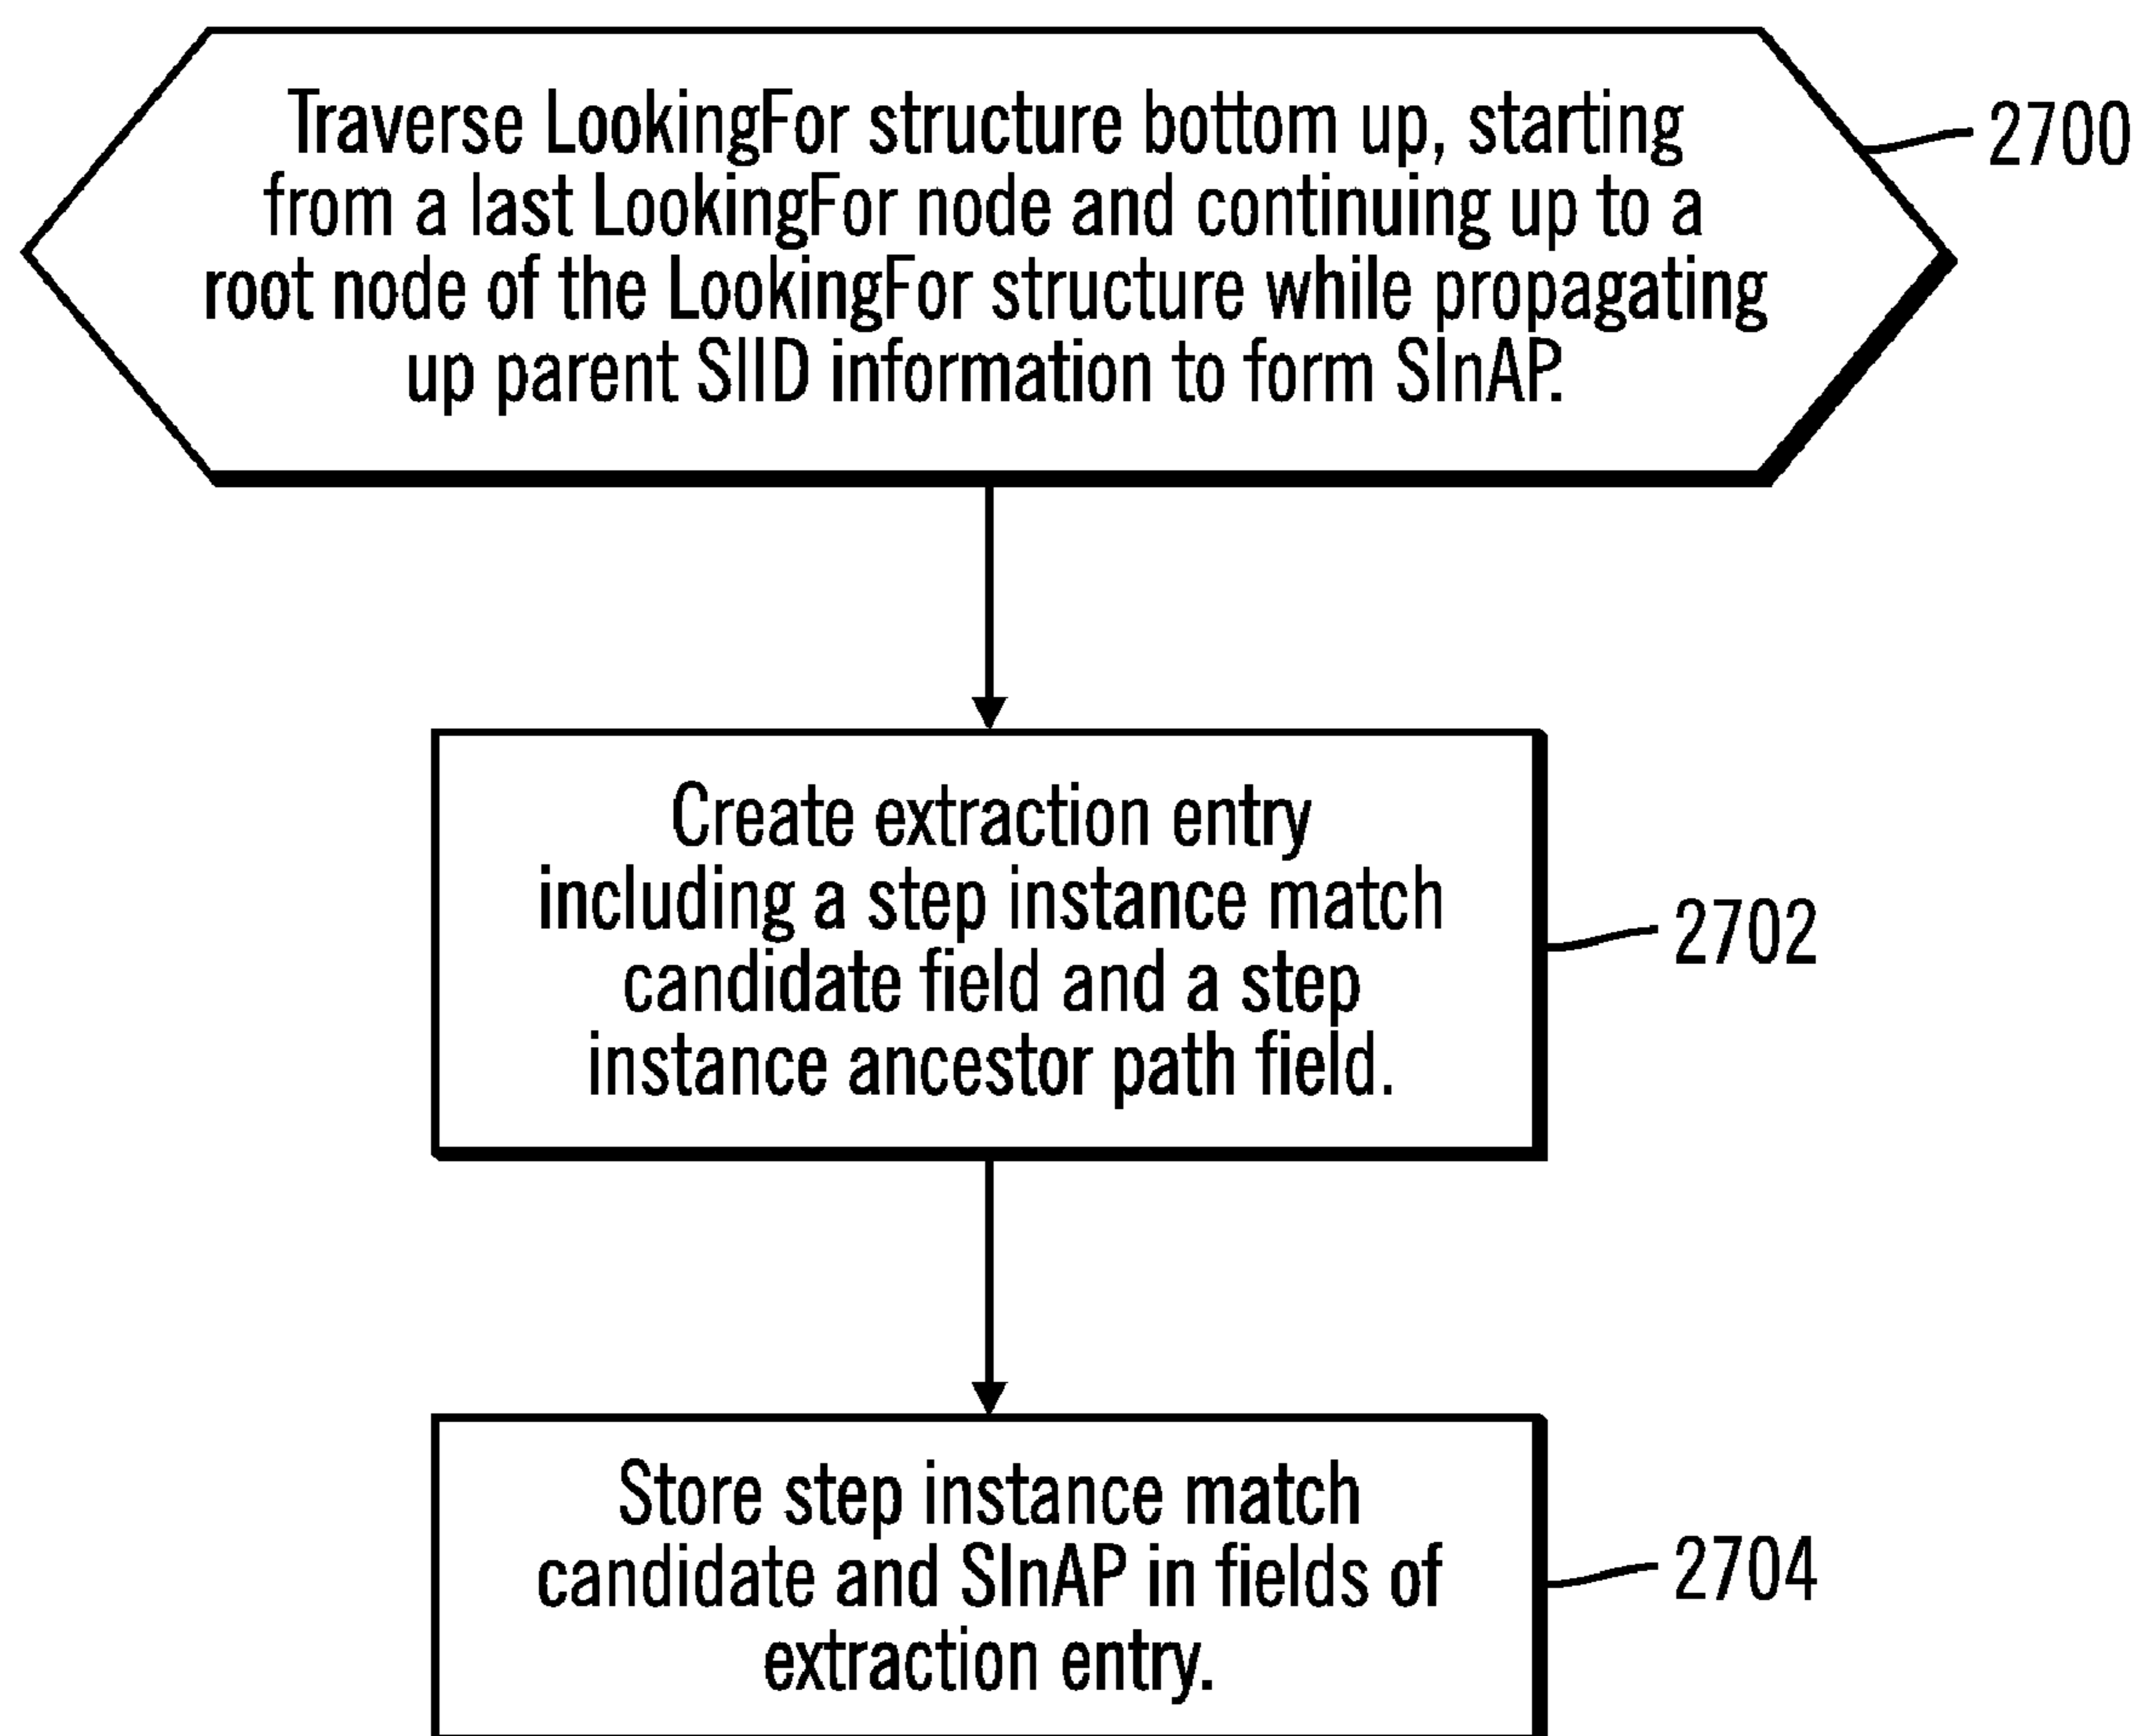 Traverse LookingFor structure bottom up, starting
from a last LookingFor node and continuing up to a
root node of the LookingFor structure while propagating
up parent SIID information to form SInAP.
2700
Create extraction entry
including a step instance match
candidate field and a step
instance ancestor path field.
2702
Store step instance match
candidate and SInAP in fields of
extraction entry.
2704